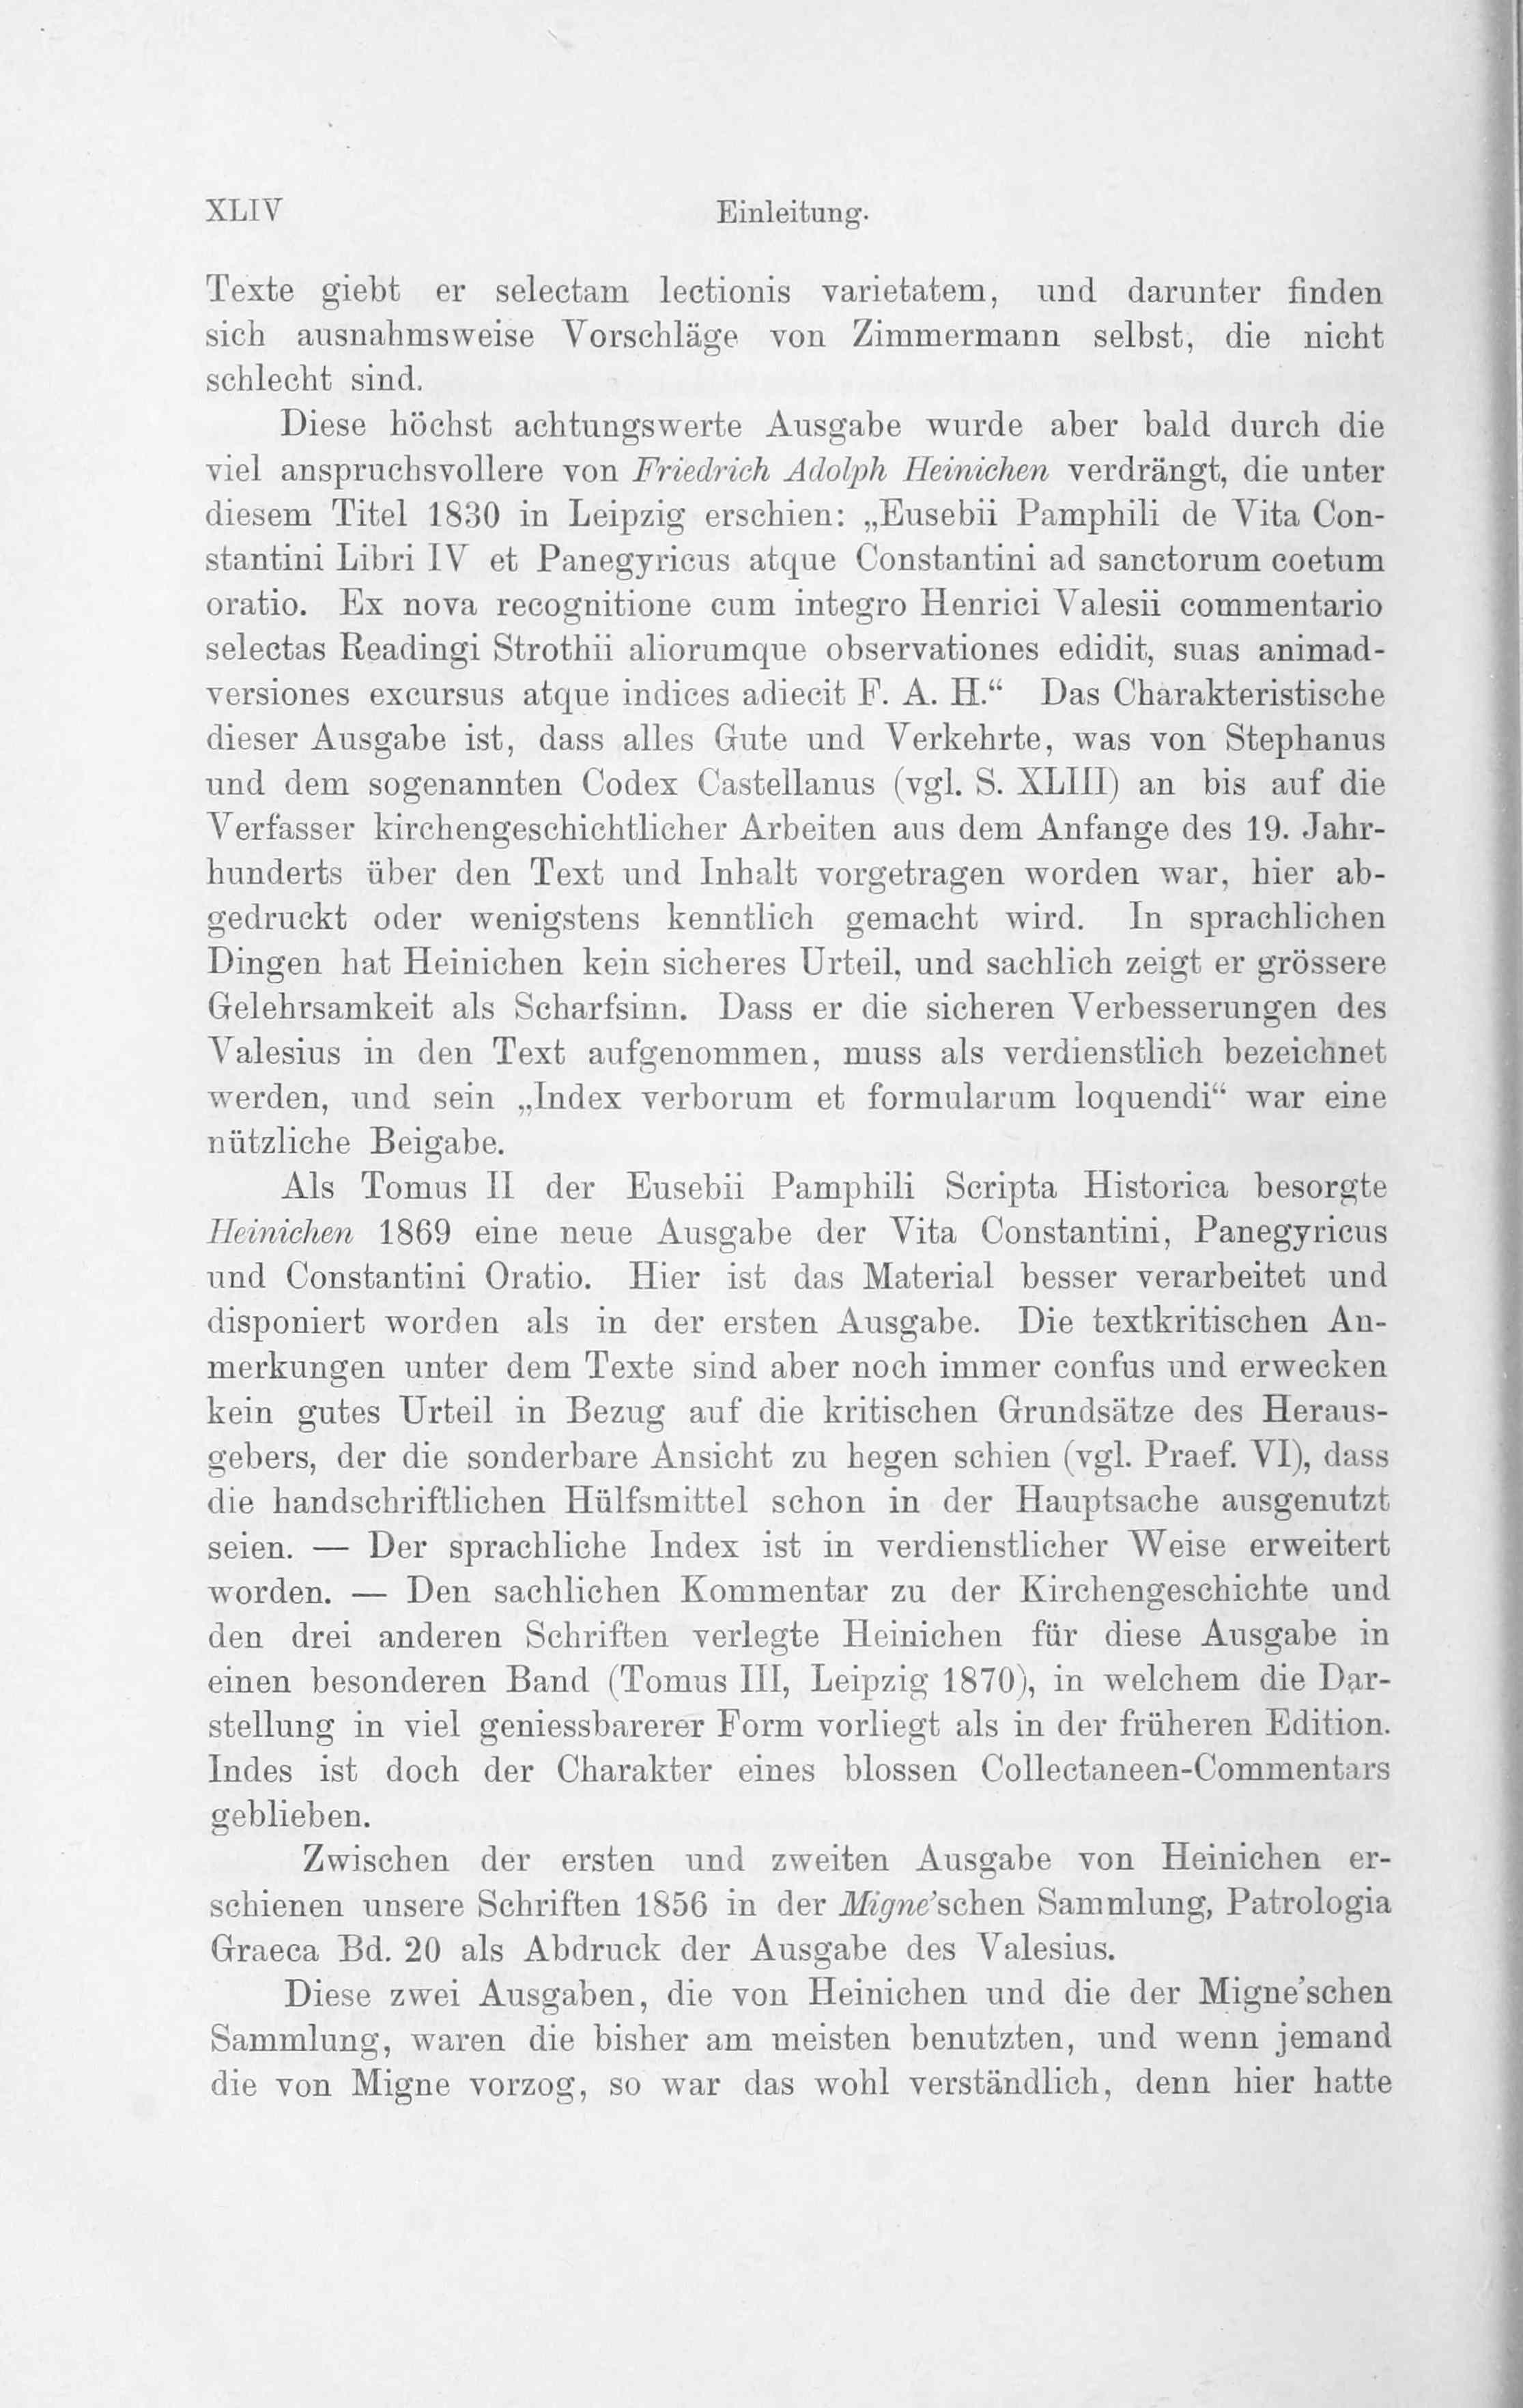 XLIV Einleitung.
Texte giebt er selectam lectionis varietatem, und darunter finden
sich ausnahmsweise Vorschläge von Zimmermann selbst, die nicht
schlecht sind.
Diese höchst achtungswerte Ausgabe wurde aber bald durch die
viel anspruchsvollere von Friedrich Adolph Heinichen verdrängt, die unter
diesem Titel 1830 in Leipzig erschien: „Eusebii Pamphili de Vita Con-
stantini Libri IV et Panegyricus atque Constantini ad sanctorum coetum
oratio. Ex nova recognitione cum integro Henrici Valesii commentario
selectas Readingi Strothii aliorumque observationes edidit, suas animad-
versiones excursus atque indices adiecit F. A. H.“ Das Charakteristische
dieser Ausgabe ist, dass alles Gute und Verkehrte, was von Stephanus
und dem sogenannten Codex Castellanus (vgl. S. XLIII) an bis auf die
Verfasser kirchengeschichtlicher Arbeiten aus dem Anfange des 19. Jahr-
hunderts über den Text und Inhalt vorgetragen worden war, hier ab-
gedruckt oder wenigstens kenntlich gemacht wird. In sprachlichen
Dingen hat Heinichen kein sicheres Urteil, und sachlich zeigt er grössere
Gelehrsamkeit als Scharfsinn. Dass er die sicheren Verbesserungen des
Valesius in den Text aufgenommen, muss als verdienstlich bezeichnet
werden, und sein „Index verborum et formularum loquendi“ war eine
nützliche Beigabe.
Als Tomus II der Eusebii Pamphili Scripta Historica besorgte
Heinichen 1869 eine neue Ausgabe der Vita Constantini, Panegyricus
und Constantini Oratio. Hier ist das Material besser verarbeitet und
disponiert worden als in der ersten Ausgabe. Die textkritischen An-
merkungen unter dem Texte sind aber noch immer confus und erwecken
kein gutes Urteil in Bezug auf die kritischen Grundsätze des Heraus-
gebers, der die sonderbare Ansicht zu hegen schien (vgl. Praef. VI), dass
die handschriftlichen Hülfsmittel schon in der Hauptsache ausgenutzt
seien. — Der sprachliche Index ist in verdienstlicher Weise erweitert
worden. — Den sachlichen Kommentar zu der Kirchengeschichte und
den drei anderen Schriften verlegte Heinichen für diese Ausgabe in
einen besonderen Band (Tomus III, Leipzig 1870), in welchem die Dar-
stellung in viel geniessbarerer Form vorliegt als in der früheren Edition.
Indes ist doch der Charakter eines blossen Collectaneen-Commentars
geblieben.
Zwischen der ersten und zweiten Ausgabe von Heinichen er-
schienen unsere Schriften 1856 in der Migne’schen Sammlung, Patrologia
Graeca Bd. 20 als Abdruck der Ausgabe des Valesius.
Diese zwei Ausgaben, die von Heinichen und die der Migne’schen
Sammlung, waren die bisher am meisten benutzten, und wenn jemand
die von Migne vorzog, so war das wohl verständlich, denn hier hatte